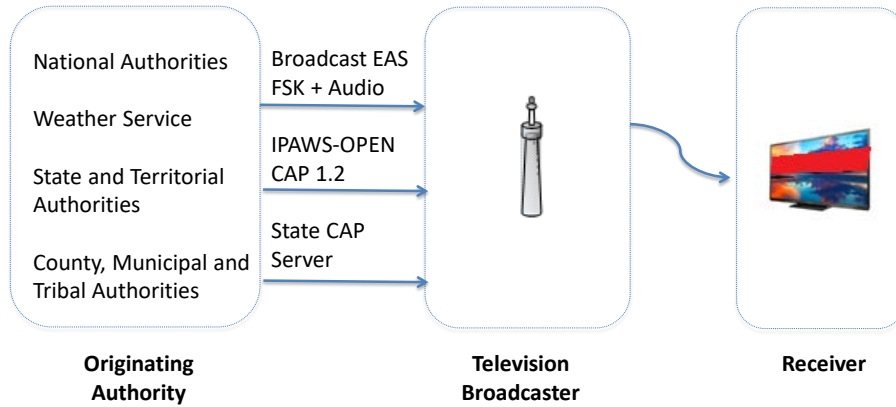 National Authorities
Weather Service
State and Territorial
Authorities
County, Municipal and
Tribal Authorities
Broadcast EAS
FSK + Audio
IPAWS-OPEN
CAP 1.2
State CAP
Server
Originating
Authority
Television
Broadcaster
Receiver